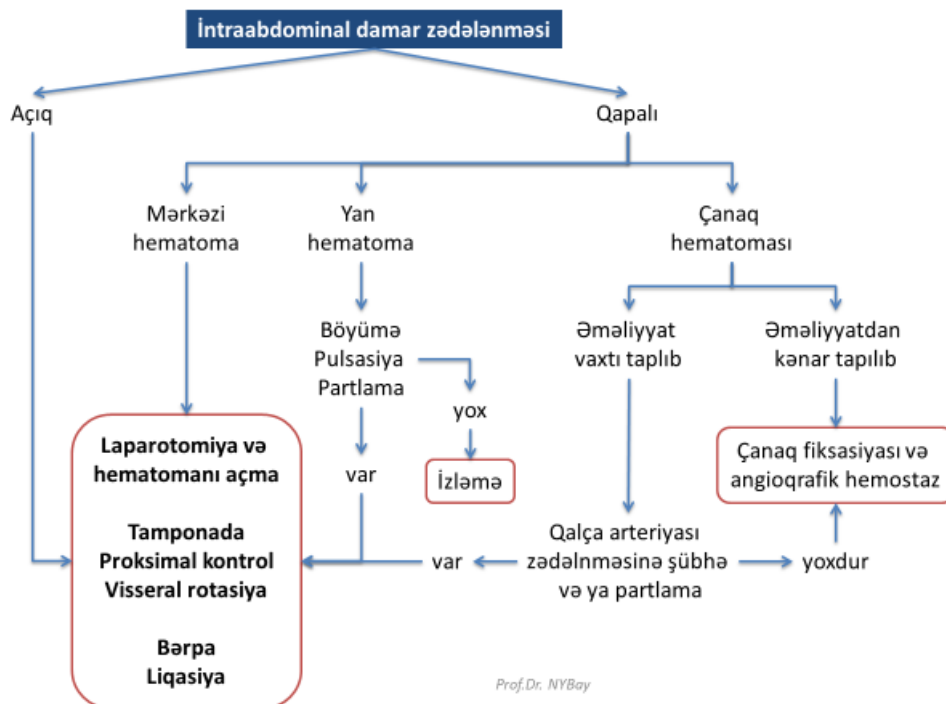 İntraabdominal damar zədələnməsi
Açıq
Qapalı
Mərkəzi
hematoma
Yan
hematoma
Çanaq
hematoması
Böyümə
Pulsasiya
Partlama
Əməliyyat
vaxtı taplıb
Əməliyyatdan
kənar tapılıb
yox
İzləmə
var
Laparotomiya və
hematomanı açma
Tamponada
Proksimal kontrol
Visseral rotasiya
Bərpa
Liqasiya
Çanaq fiksasiyası və
angioqrafik hemostaz
var
Qalça arteriyası
zədəlnməsinə şübhə
və ya partlama
yoxdur
Prof.Dr. NYBay